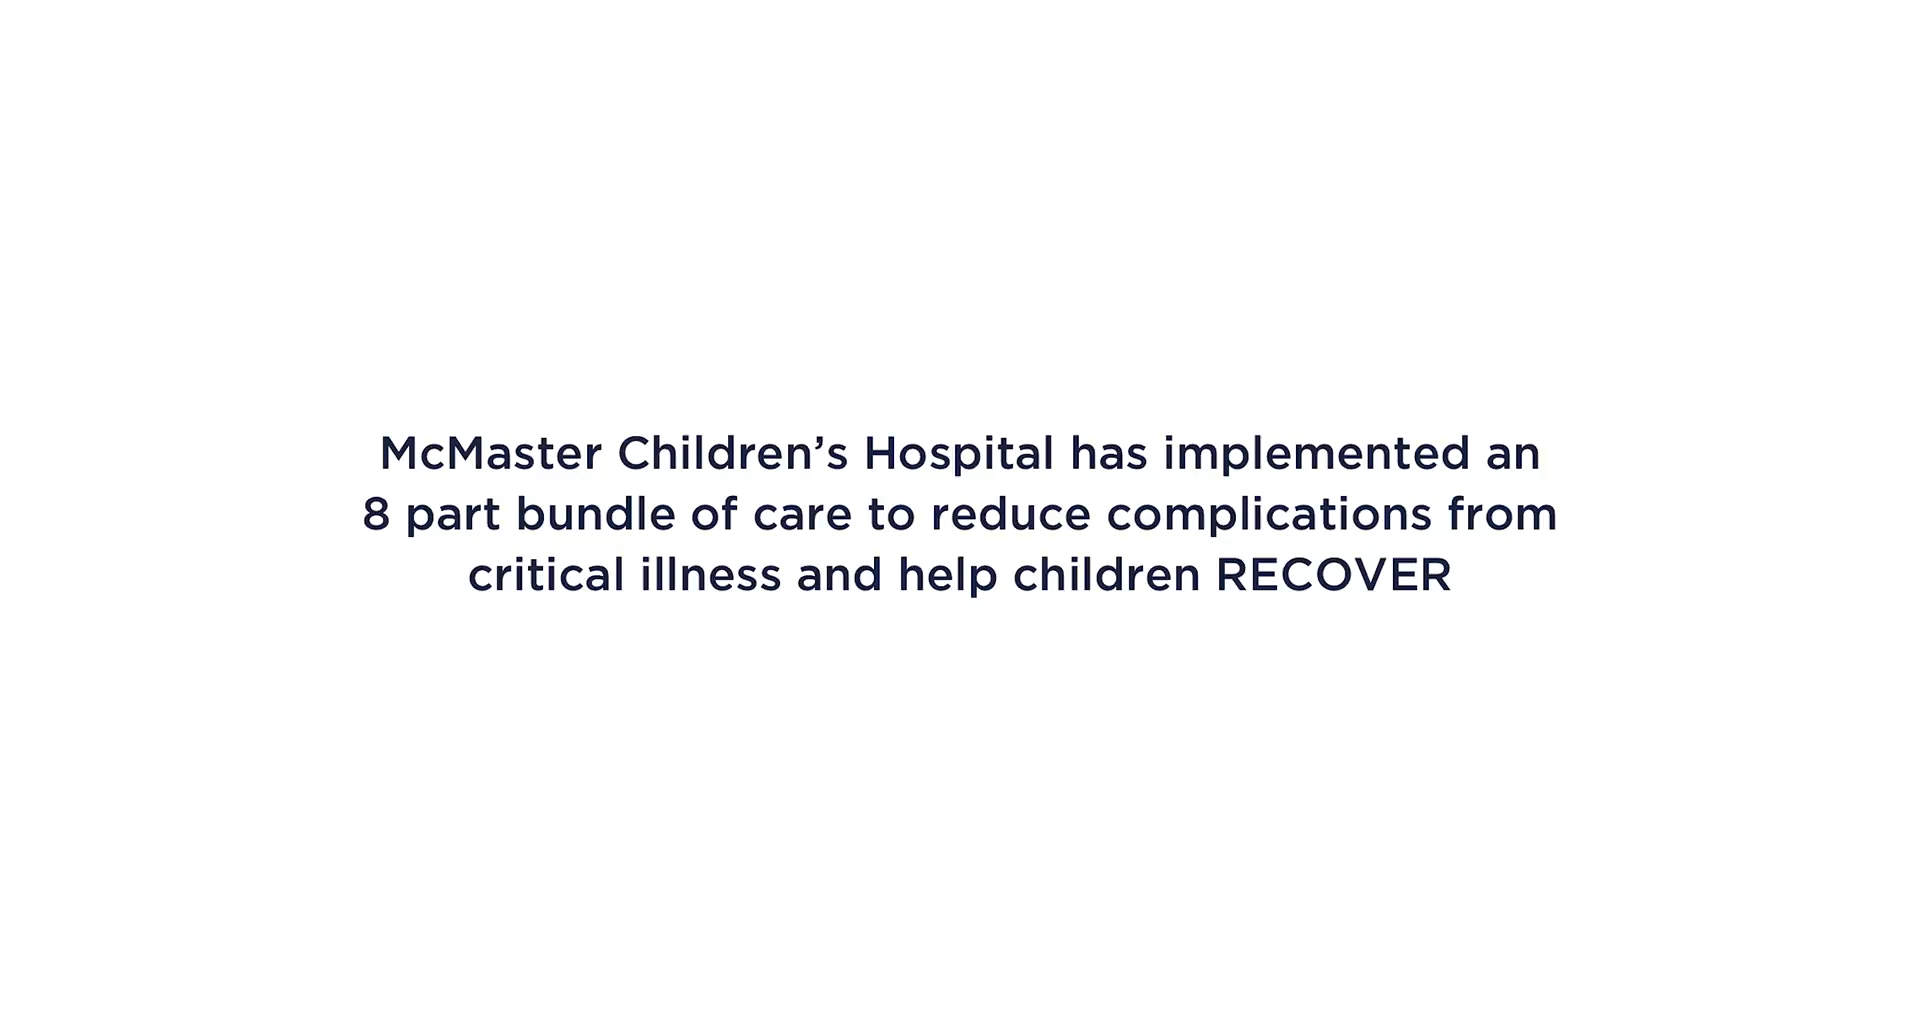 McMaster Children’s Hospital has implemented an
8 part bundle of care to reduce complications from
critical illness and help children RECOVER